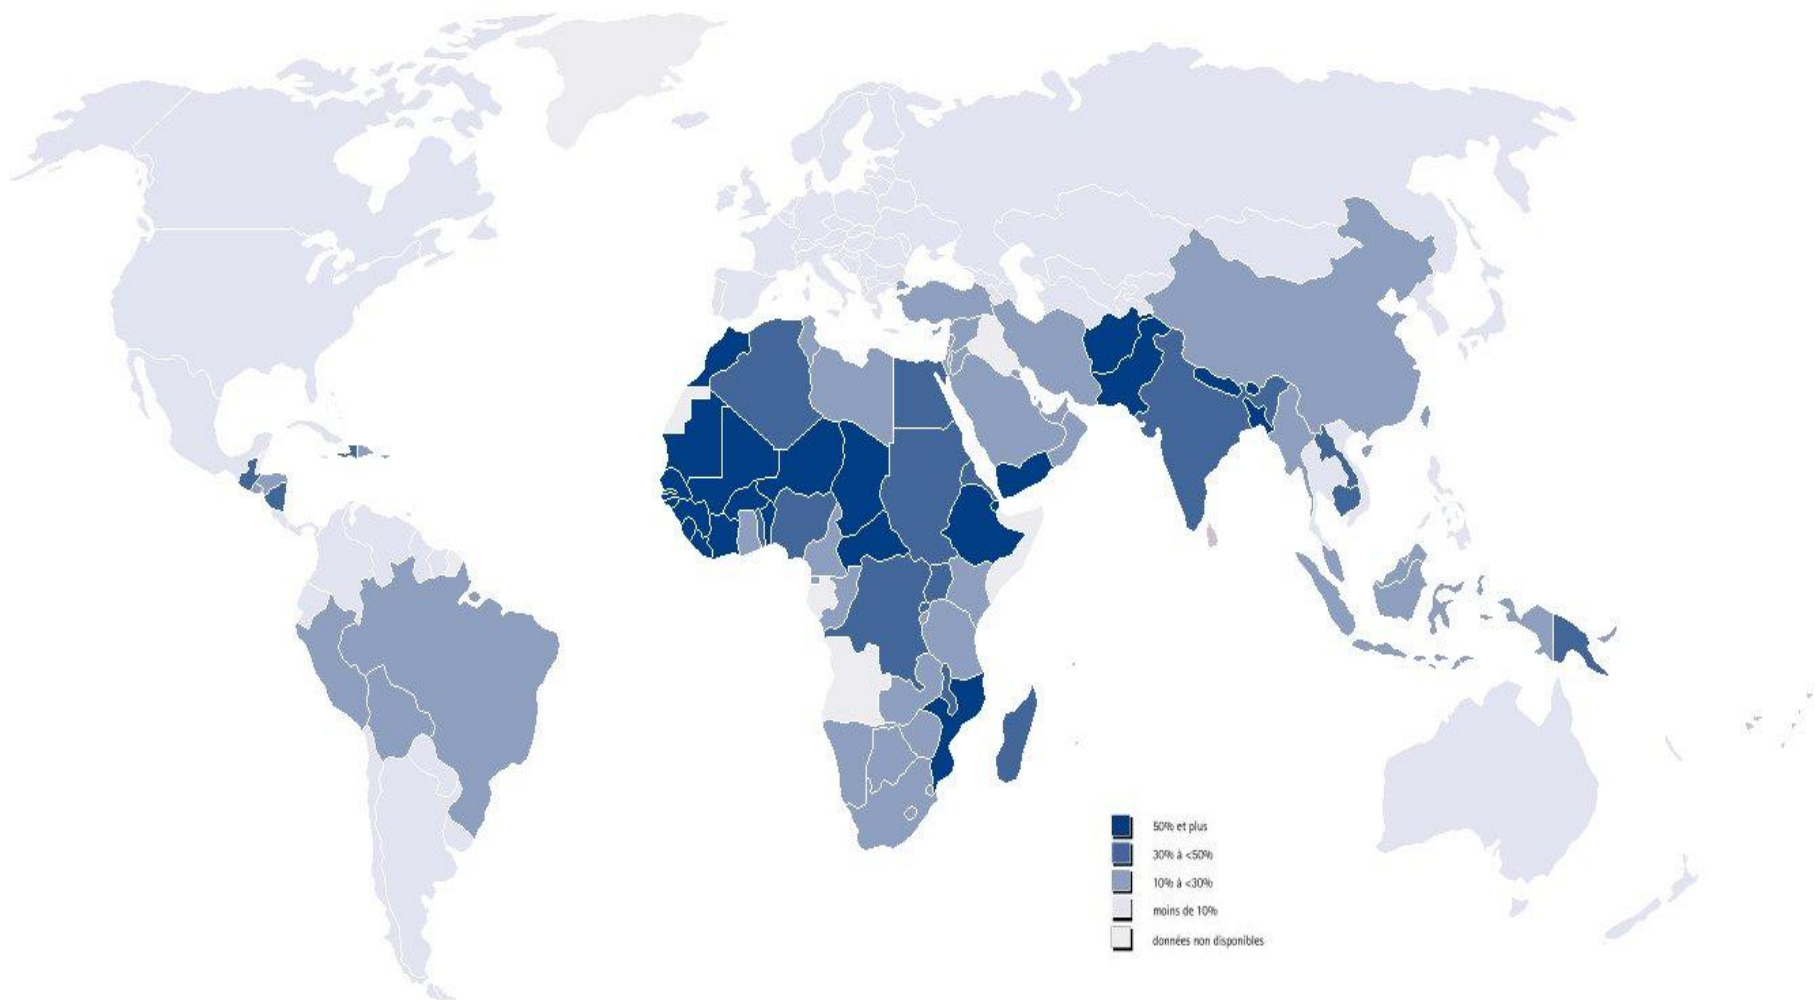 50% et plus
30% à <50%
10% à <30%
moins de 10%
données non disponibles